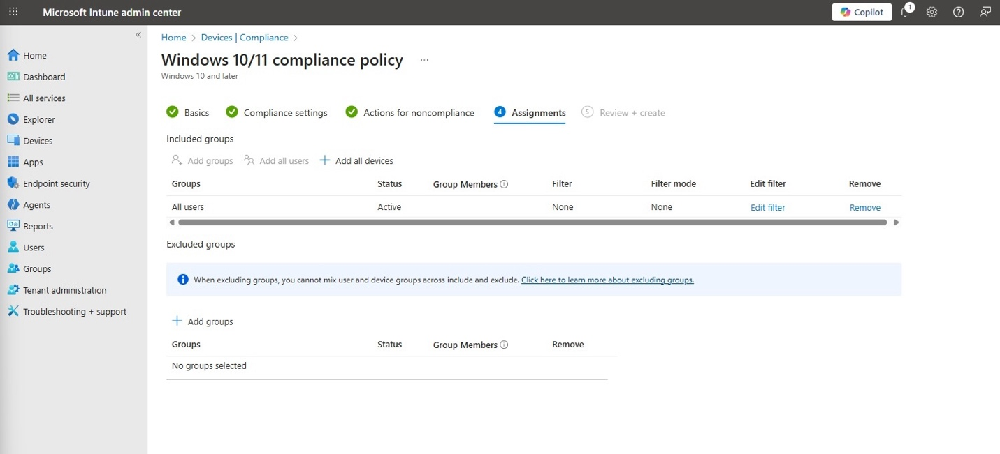 Microsoft Intune admin center
Copilot
1
«
Home
Dashboard
All services
Explorer
Devices
Apps
Endpoint security
Agents
Reports
Users
Groups
Tenant administration
Troubleshooting + support
Home > Devices | Compliance >
Windows 10/11 compliance policy ...
Windows 10 and later
Basics Compliance settings Actions for noncompliance 4 Assignments 5 Review + create
Included groups
Add groups Add all users + Add all devices
Groups Status Group Members Filter Filter mode Edit filter Remove
All users Active None None Edit filter Remove
Excluded groups
When excluding groups, you cannot mix user and device groups across include and exclude. Click here to learn more about excluding groups.
+ Add groups
Groups Status Group Members Remove
No groups selected